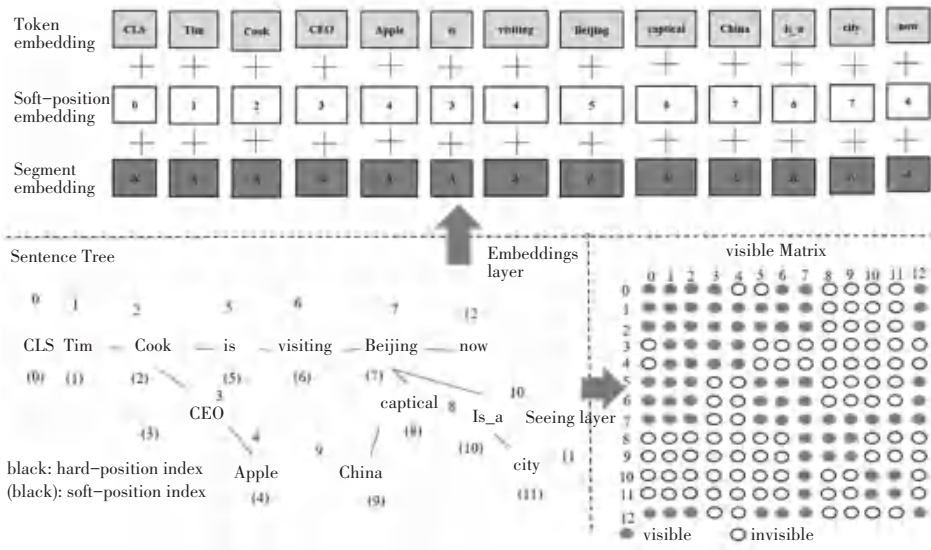 Token embedding
CLS Tim Cook CEO Apple is visiting Beijing captical China is_a city now
Soft-position embedding
0 1 2 3 4 3 4 5 6 7 6 7
Segment embedding
Sentence Tree
Embeddings layer
0 1 2 5 6 7 (2
CLS Tim Cook is visiting Beijing now
(0) (1) (2) (5) (6) (7)
3
CEO
(3)
4
Apple
(4)
captical
8
(8)
9
China
(9)
10
Is_a
(10)
11
city
(11)
Seeing layer
black: hard-position index
(black): soft-position index
visible Matrix
0 1 2 3 4 5 6 7 8 9 10 11 12
0
1
2
3
4
5
6
7
8
9
10
11
12
visible
invisible